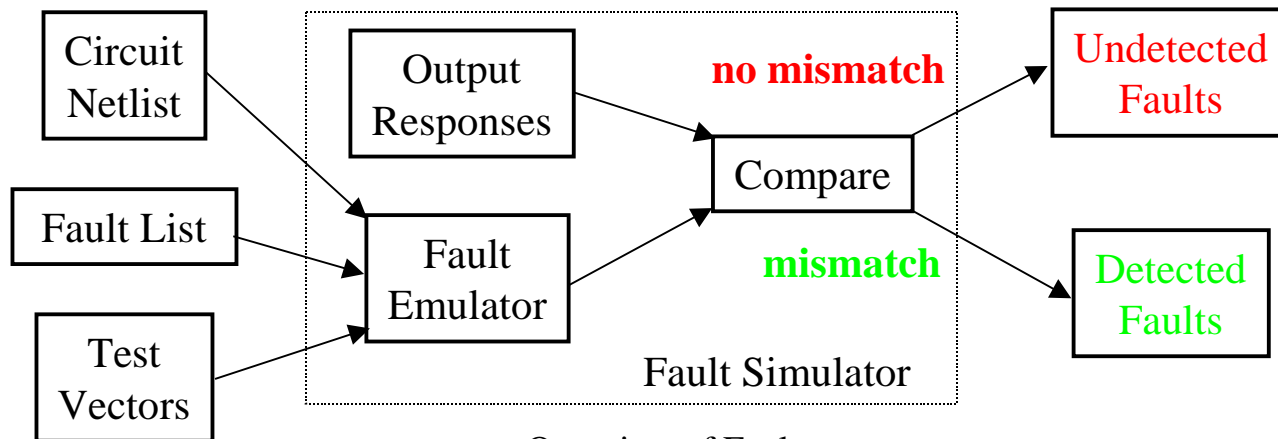 Circuit
Netlist
Output
Responses
no mismatch
Undetected
Faults
Compare
Fault List
Fault
Emulator
mismatch
Detected
Faults
Test
Vectors
Fault Simulator